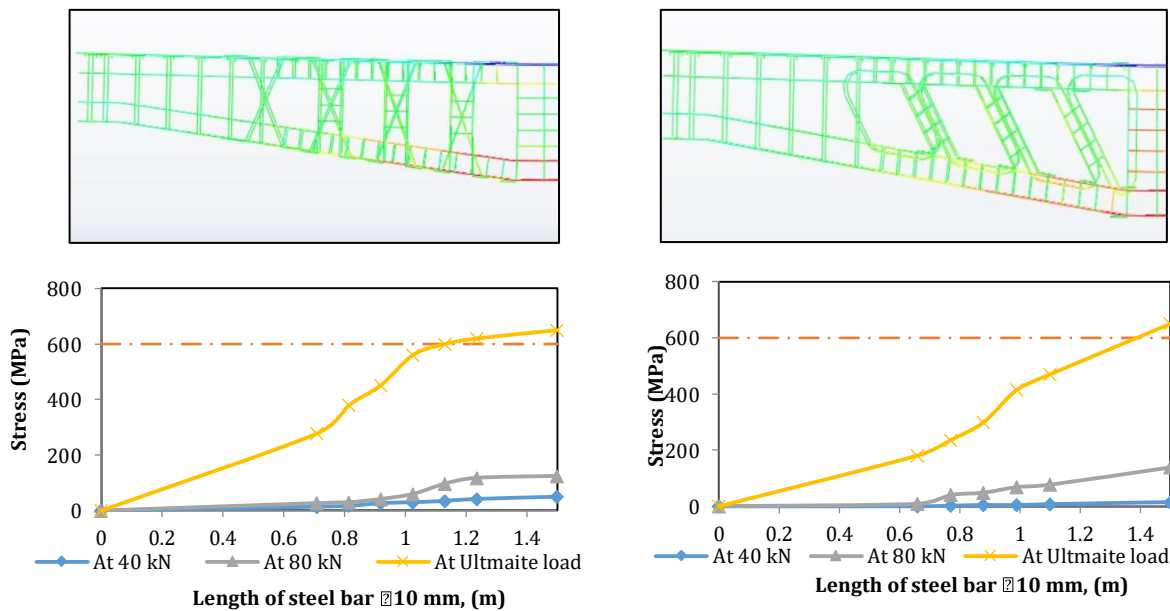 800
600
400
200
0
Stress (MPa)
0 0.2 0.4 0.6 0.8 1 1.2 1.4
At 40 kN At 80 kN At Ultmaite load
Length of steel bar �10 mm, (m)
800
600
400
200
0
Stress (MPa)
0 0.2 0.4 0.6 0.8 1 1.2 1.4
At 40 kN At 80 kN At Ultmaite load
Length of steel bar �10 mm, (m)